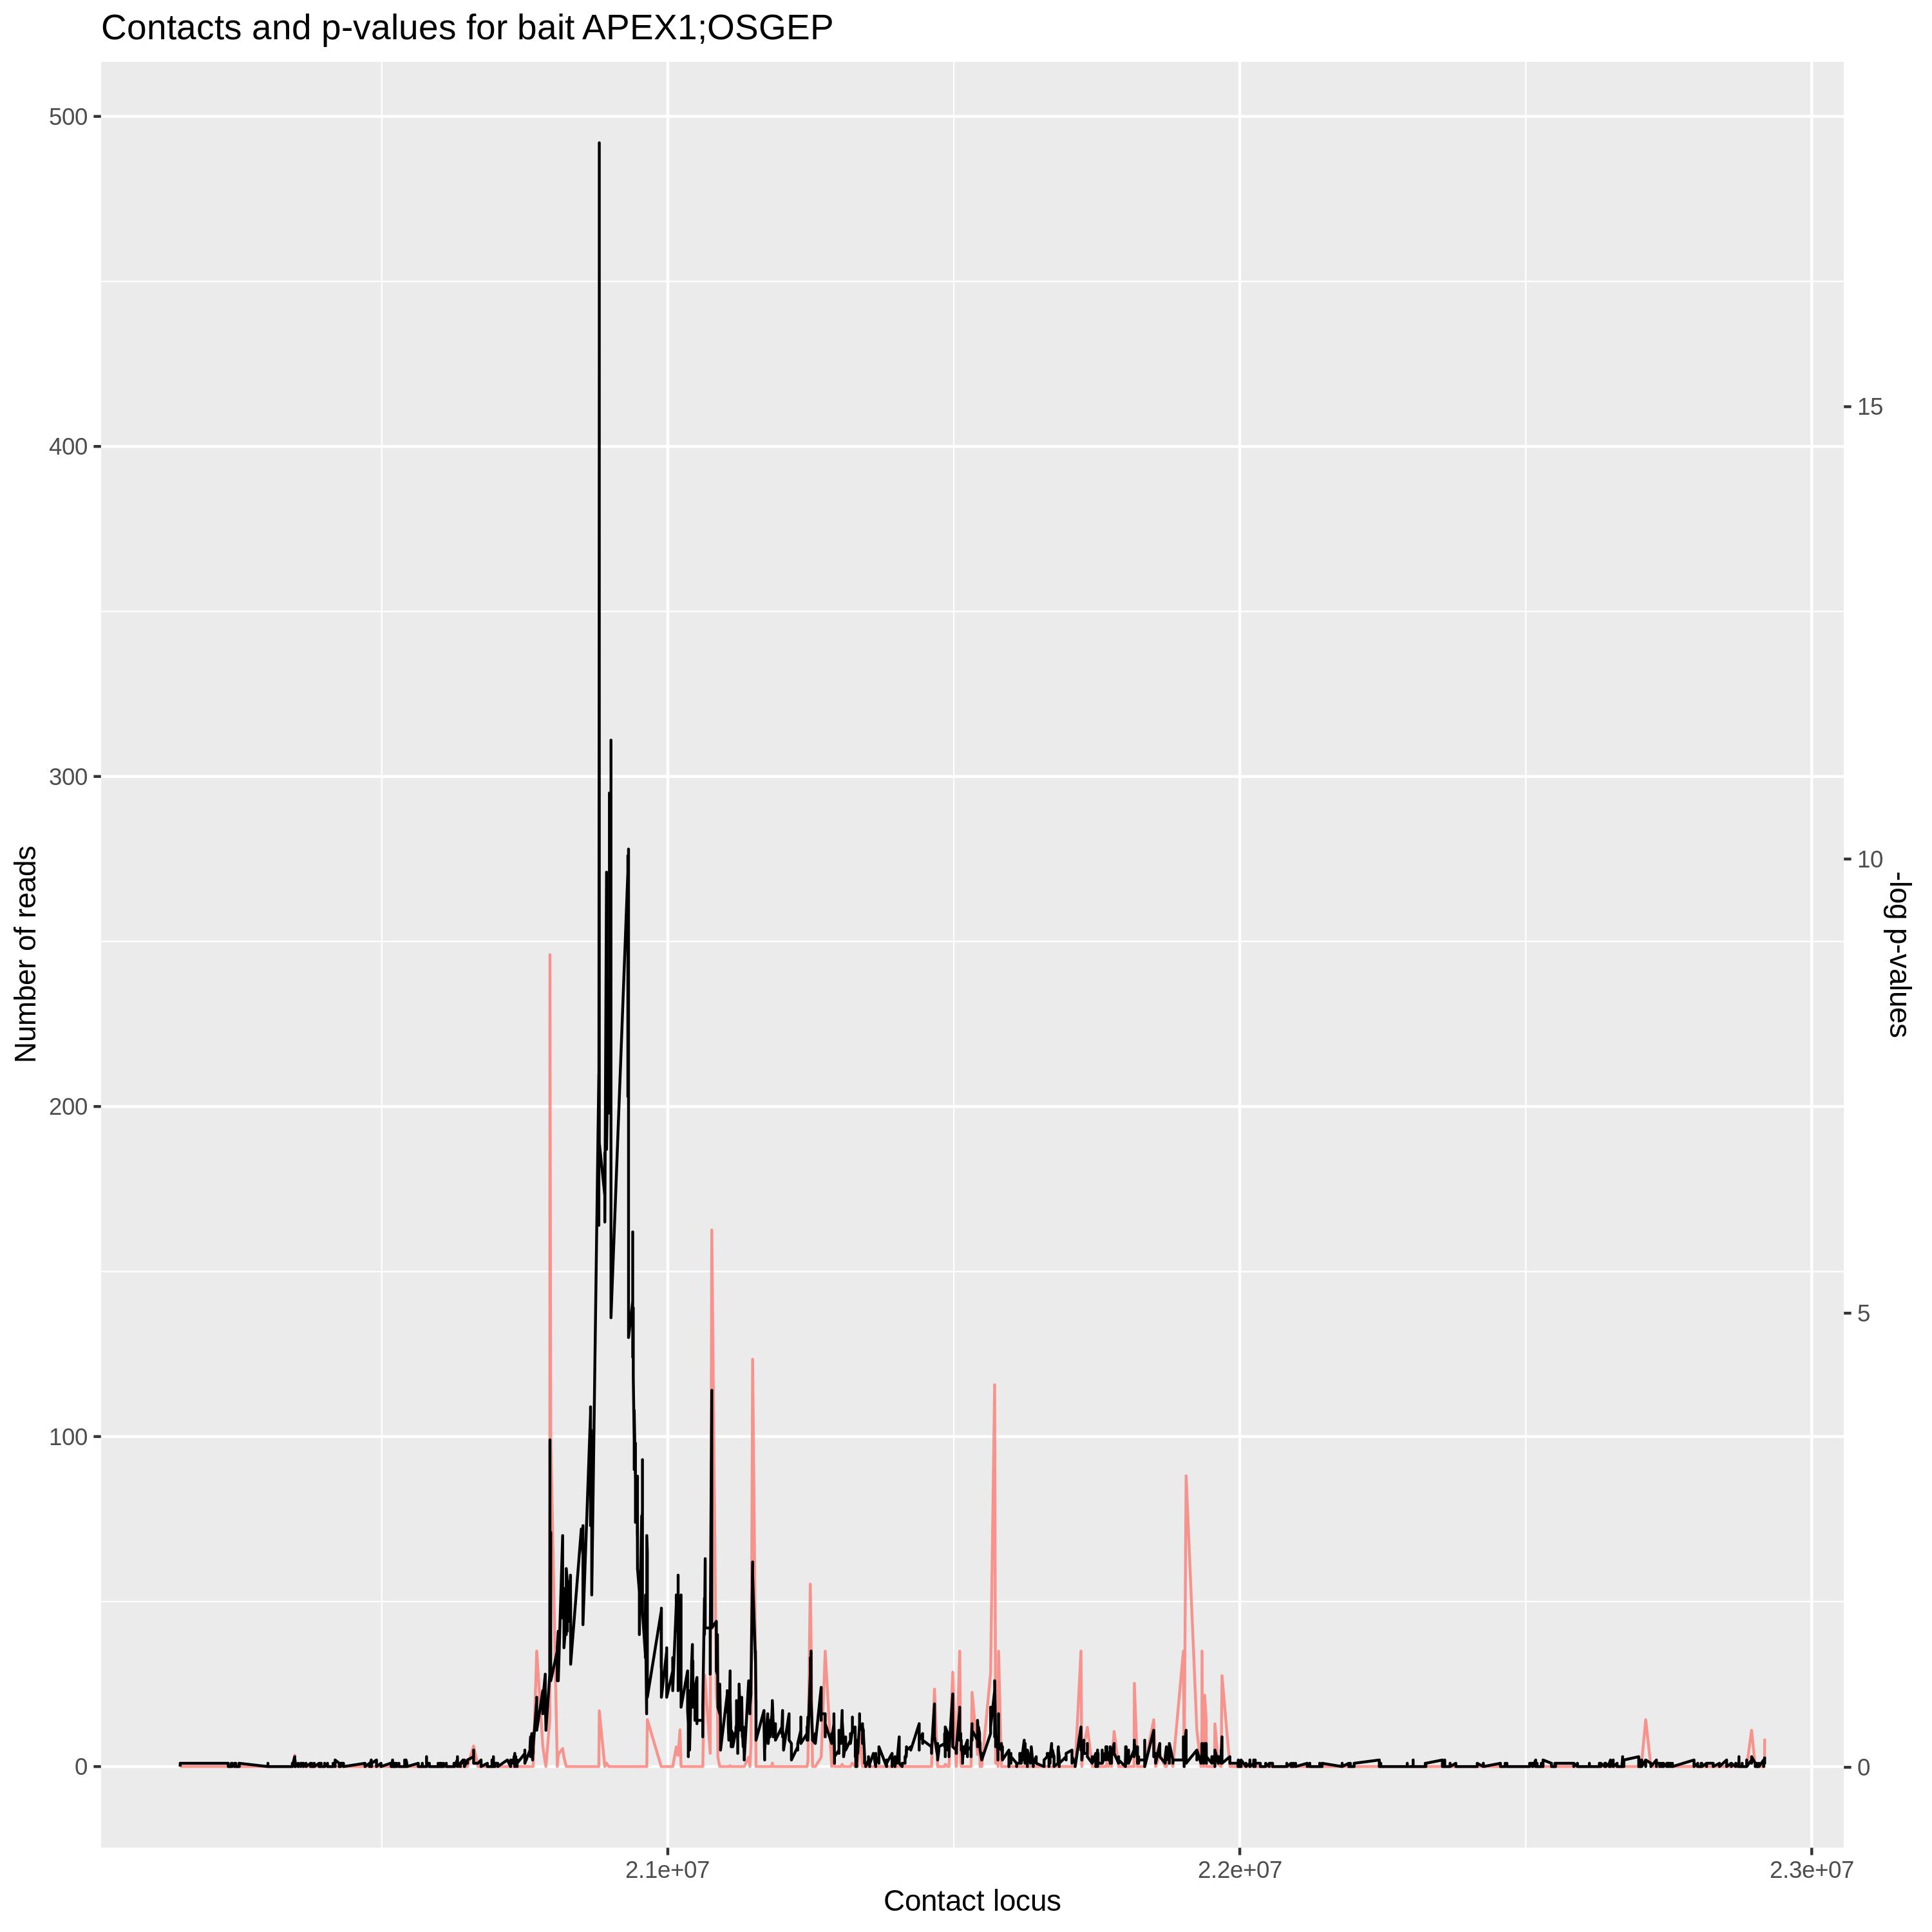 Contacts and p-values for bait APEX1;OSGEP
500
400
300
200
100
0
Number of reads
15
10
5
0
-log p-values
2.1e+07
2.2e+07
2.3e+07
Contact locus